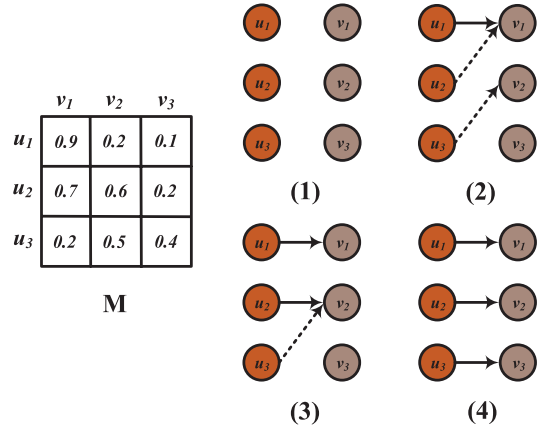 v1 v2 v3
u1 0.9 0.2 0.1
u2 0.7 0.6 0.2
u3 0.2 0.5 0.4
M
u1 v1
u2 v2
u3 v3
(1)
u1 v1
u2 v2
u3 v3
(2)
u1 v1
u2 v2
u3 v3
(3)
u1 v1
u2 v2
u3 v3
(4)